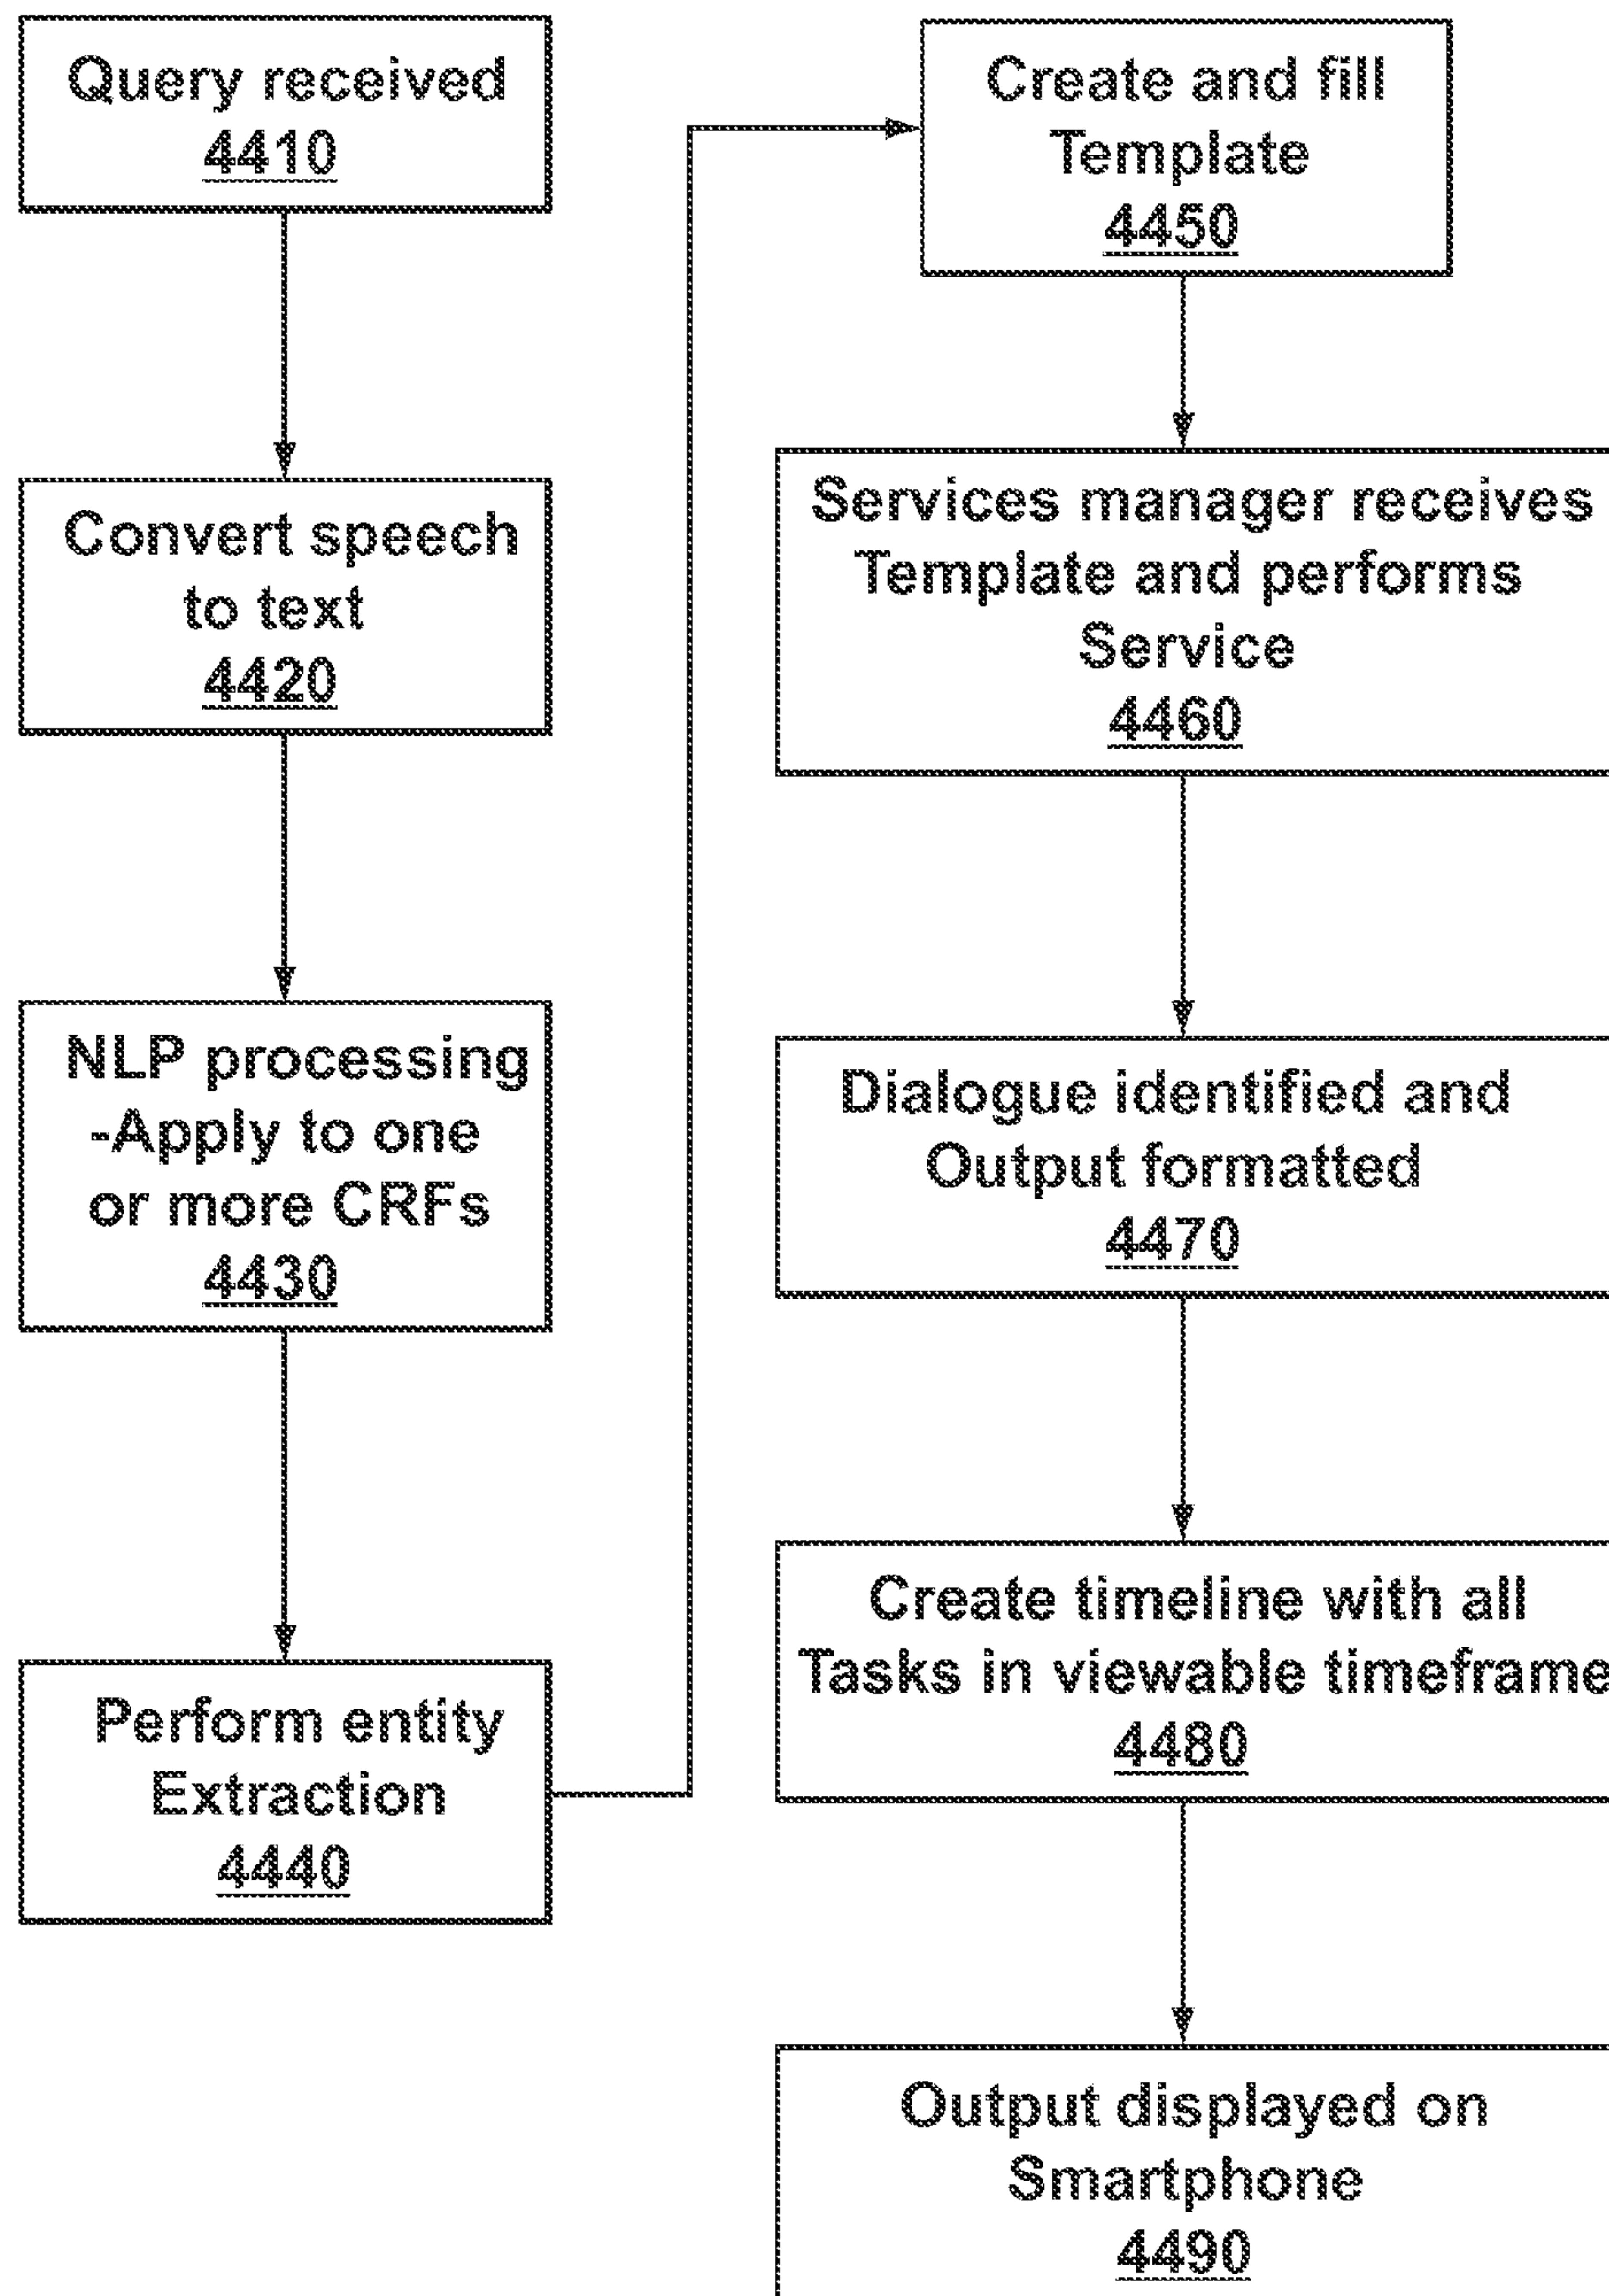 Query received
4410
Convert speech
to text
4420
NLP processing
-Apply to one
or more CRFs
4430
Perform entity
Extraction
4440
Create and fill
Template
4450
Services manager receives
Template and performs
Service
4460
Dialogue identified and
Output formatted
4470
Create timeline with all
Tasks in viewable timeframe
4480
Output displayed on
Smartphone
4490